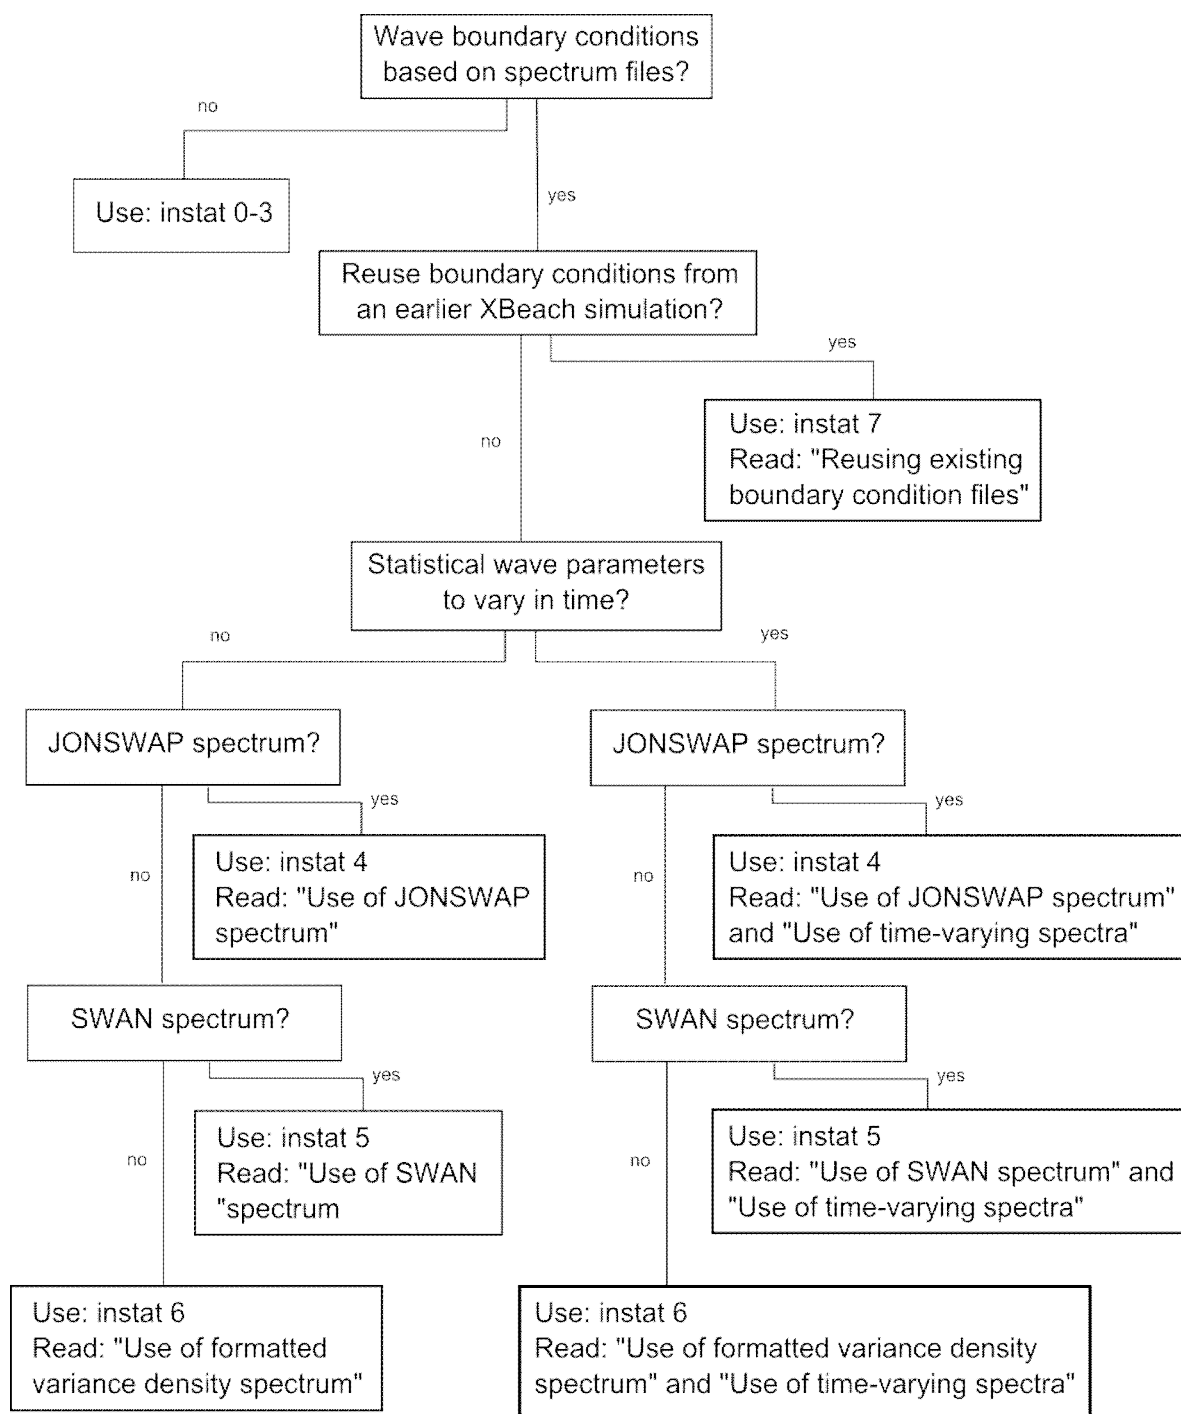 Wave boundary conditions
based on spectrum files?
no
yes
Use: instat 0-3
Reuse boundary conditions from
an earlier XBeach simulation?
yes
no
Use: instat 7
Read: "Reusing existing
boundary condition files"
Statistical wave parameters
to vary in time?
no
yes
JONSWAP spectrum?
JONSWAP spectrum?
yes
yes
no
no
Use: instat 4
Read: "Use of JONSWAP
spectrum"
Use: instat 4
Read: "Use of JONSWAP spectrum"
and "Use of time-varying spectra"
SWAN spectrum?
SWAN spectrum?
yes
yes
no
no
Use: instat 5
Read: "Use of SWAN
"spectrum
Use: instat 5
Read: "Use of SWAN spectrum" and
"Use of time-varying spectra"
Use: instat 6
Read: "Use of formatted
variance density spectrum"
Use: instat 6
Read: "Use of formatted variance density
spectrum" and "Use of time-varying spectra"